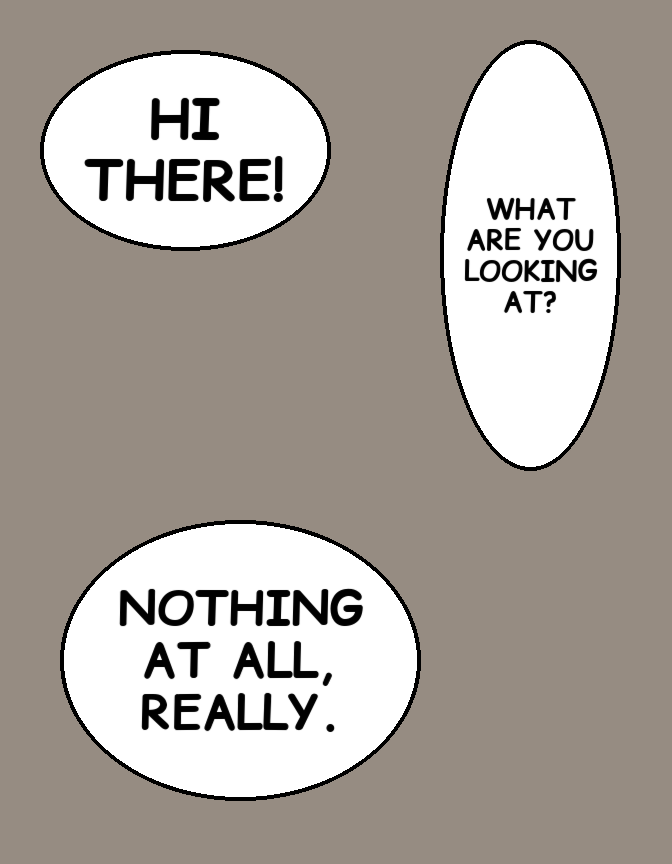 HI
THERE!
WHAT
ARE YOU
LOOKING
AT?
NOTHING
AT ALL,
REALLY.